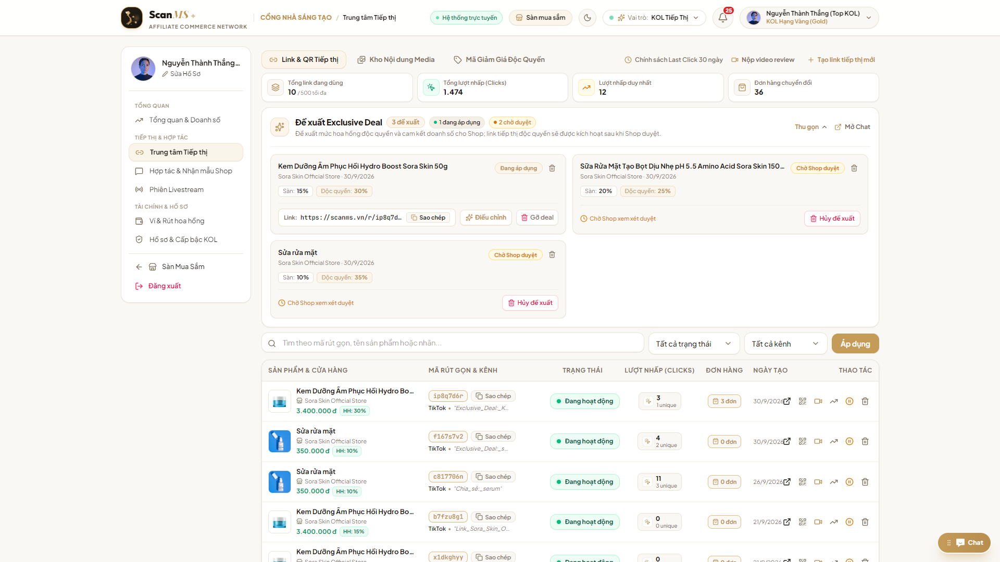 ScanMS
AFFILIATE COMMERCE NETWORK
CỔNG NHÀ SÁNG TẠO / Trung tâm Tiếp thị
Hệ thống trực tuyến
Sàn mua sắm
Vai trò: KOL Tiếp Thị
25
Nguyễn Thành Thắng (Top KOL)
KOL Hạng Vàng (Gold)
Nguyễn Thành Thắng...
Sửa Hồ Sơ
TỔNG QUAN
Tổng quan & Doanh số
TIẾP THỊ & HỢP TÁC
Trung tâm Tiếp thị
Hợp tác & Nhận mẫu Shop
Phiên Livestream
TÀI CHÍNH & HỒ SƠ
Ví & Rút hoa hồng
Hồ sơ & Cấp bậc KOL
Sàn Mua Sắm
Đăng xuất
Link & QR Tiếp thị
Kho Nội dung Media
Mã Giảm Giá Độc Quyền
Chính sách Last Click 30 ngày
Nộp video review
Tạo link tiếp thị mới
Tổng link đang dùng
10 / 500 tối đa
Tổng lượt nhấp (Clicks)
1.474
Lượt nhấp duy nhất
12
Đơn hàng chuyển đổi
36
Đề xuất Exclusive Deal
3 đề xuất
1 đang áp dụng
2 chờ duyệt
Đề xuất mức hoa hồng độc quyền và cam kết doanh số cho Shop; link tiếp thị độc quyền sẽ được kích hoạt sau khi Shop duyệt.
Thu gọn
Mở Chat
Kem Dưỡng Ẩm Phục Hồi Hydro Boost Sora Skin 50g
Đang áp dụng
Sora Skin Official Store · 30/9/2026
Sàn: 15%
Độc quyền: 30%
Link: https://scanms.vn/r/ip8q7d…
Sao chép
Điều chỉnh
Gỡ deal
Sữa Rửa Mặt Tạo Bọt Dịu Nhẹ pH 5.5 Amino Acid Sora Skin 150...
Chờ Shop duyệt
Sora Skin Official Store · 30/9/2026
Sàn: 20%
Độc quyền: 25%
Chờ Shop xem xét duyệt
Hủy đề xuất
Sửa rửa mặt
Chờ Shop duyệt
Sora Skin Official Store · 30/9/2026
Sàn: 10%
Độc quyền: 35%
Chờ Shop xem xét duyệt
Hủy đề xuất
Tìm theo mã rút gọn, tên sản phẩm hoặc nhãn...
Tất cả trạng thái
Tất cả kênh
Áp dụng
SẢN PHẨM & CỬA HÀNG
MÃ RÚT GỌN & KÊNH
TRẠNG THÁI
LƯỢT NHẤP (CLICKS)
ĐƠN HÀNG
NGÀY TẠO
THAO TÁC
Kem Dưỡng Ẩm Phục Hồi Hydro Bo...
Sora Skin Official Store
3.400.000 đ HH: 30%
ip8q7d6r
Sao chép
TikTok • "Exclusive_Deal:_K...
Đang hoạt động
3
1 unique
3 đơn
30/9/2026
Sửa rửa mặt
Sora Skin Official Store
350.000 đ HH: 10%
f167s7v2
Sao chép
TikTok • "Exclusive_Deal:_s...
Đang hoạt động
4
2 unique
0 đơn
30/9/2026
Sửa rửa mặt
Sora Skin Official Store
350.000 đ HH: 10%
c817706n
Sao chép
TikTok • "Chia_sẻ:_serum"
Đang hoạt động
11
3 unique
0 đơn
26/9/2026
Kem Dưỡng Ẩm Phục Hồi Hydro Bo...
Sora Skin Official Store
3.400.000 đ HH: 15%
b7fzu8g1
Sao chép
TikTok • "Link_Sora_Skin_O...
Đang hoạt động
0
0 unique
0 đơn
21/9/2026
Kem Dưỡng Ẩm Phục Hồi Hydro Bo...
x1dkghyy
Sao chép
0
Chat